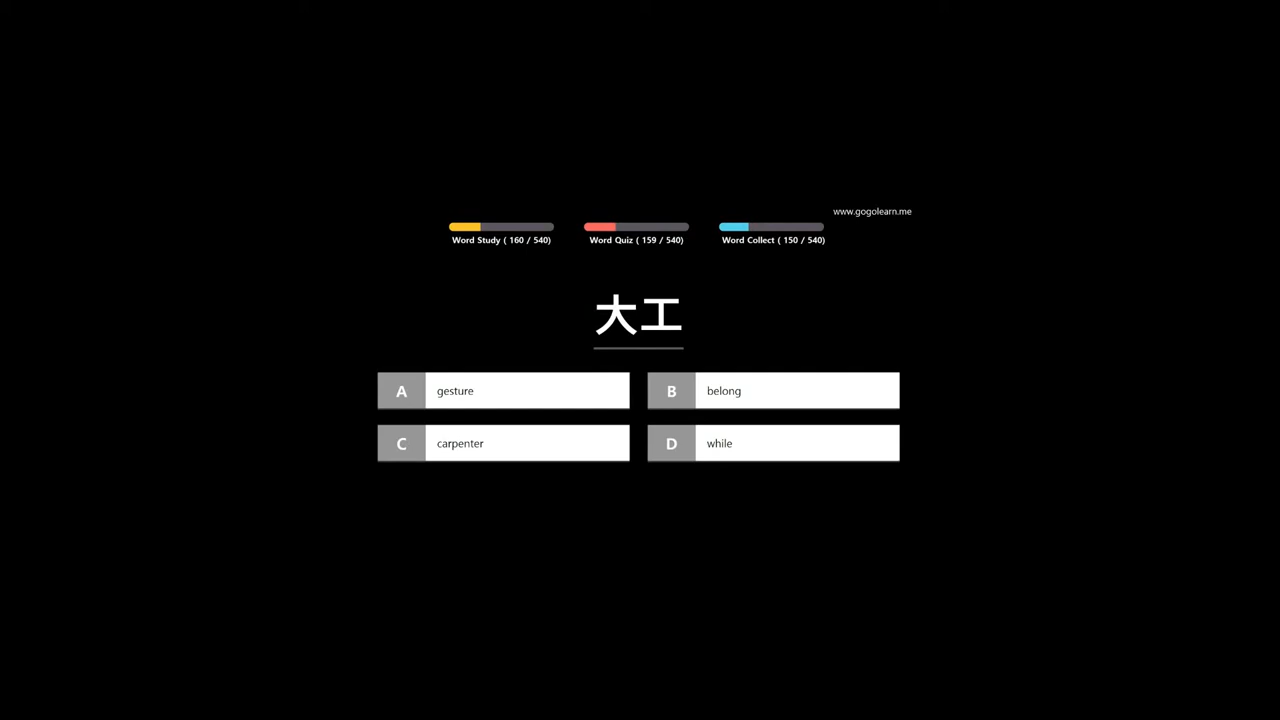 www.gogolearn.me
Word Study ( 160 / 540)
Word Quiz ( 159 / 540)
Word Collect ( 150 / 540)
大工
A gesture
B belong
C carpenter
D while